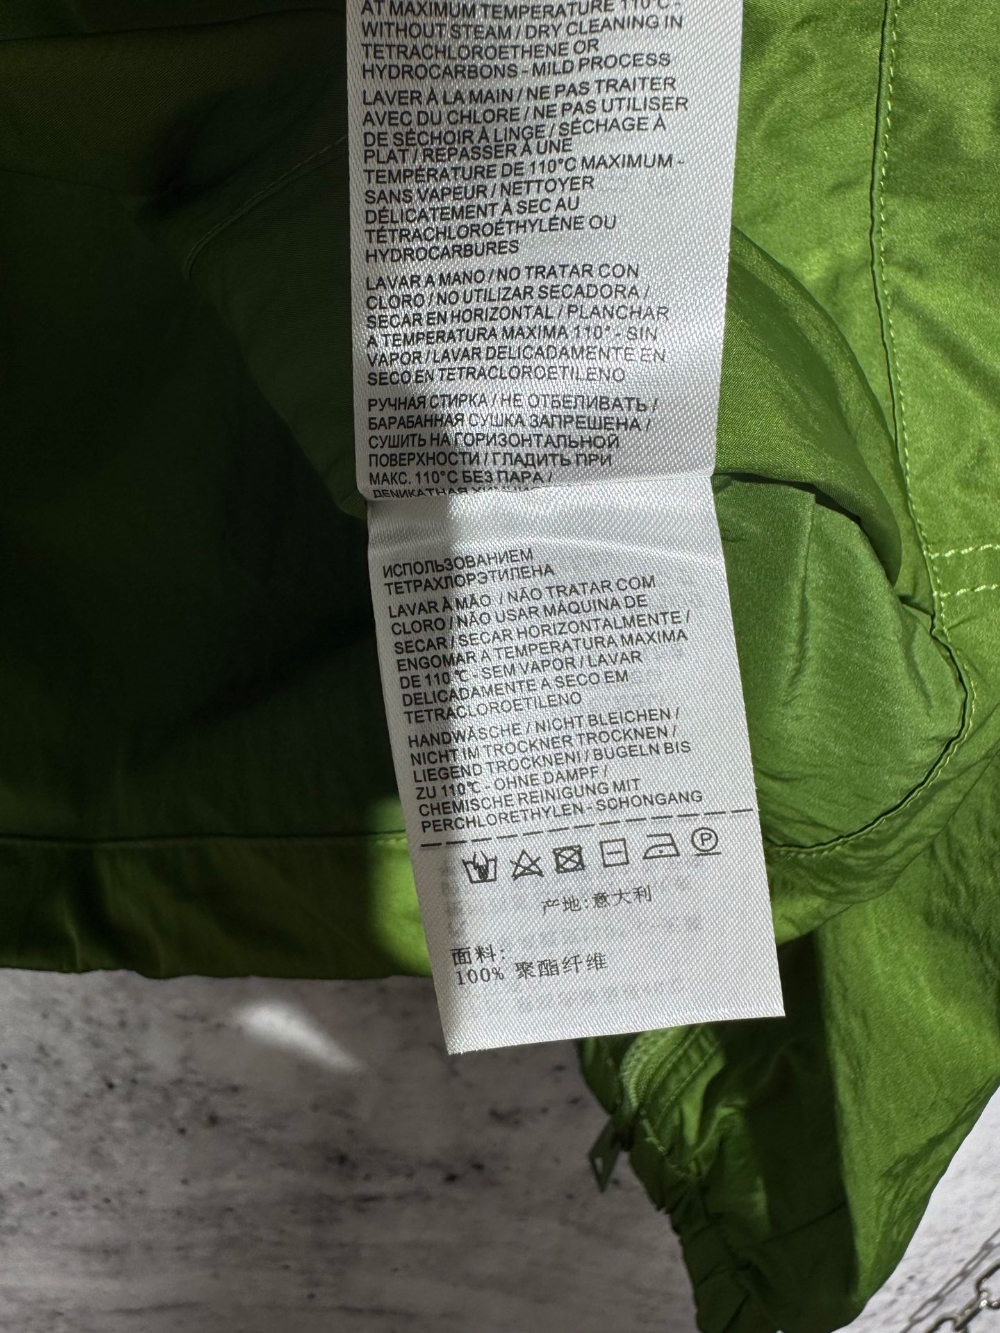 AT MAXIMUM TEMPERATURE 110°C -
WITHOUT STEAM / DRY CLEANING IN
TETRACHLOROETHENE OR
HYDROCARBONS - MILD PROCESS
LAVER À LA MAIN / NE PAS TRAITER
AVEC DU CHLORE / NE PAS UTILISER
DE SÉCHOIR À LINGE / SÉCHAGE À
PLAT / REPASSER À UNE
TEMPÉRATURE DE 110°C MAXIMUM -
SANS VAPEUR / NETTOYER
DÉLICATEMENT À SEC AU
TÉTRACHLOROÉTHYLÈNE OU
HYDROCARBURES
LAVAR A MANO / NO TRATAR CON
CLORO / NO UTILIZAR SECADORA /
SECAR EN HORIZONTAL / PLANCHAR
A TEMPERATURA MAXIMA 110° - SIN
VAPOR / LAVAR DELICADAMENTE EN
SECO EN TETRACLOROETILENO
РУЧНАЯ СТИРКА / НЕ ОТБЕЛИВАТЬ /
БАРАБАННАЯ СУШКА ЗАПРЕШЕНА /
СУШИТЬ НА ГОРИЗОНТАЛЬНОЙ
ПОВЕРХНОСТИ / ГЛАДИТЬ ПРИ
МАКС. 110°C БЕЗ ПАРА /
ИСПОЛЬЗОВАНИЕМ
ТЕТРАХЛОРЭТИЛЕНА
LAVAR À MÃO / NÃO TRATAR COM
CLORO / NÃO USAR MÁQUINA DE
SECAR / SECAR HORIZONTALMENTE /
ENGOMAR A TEMPERATURA MAXIMA
DE 110℃ - SEM VAPOR / LAVAR
DELICADAMENTE A SECO EM
TETRACLOROETILENO
HANDWÄSCHE / NICHT BLEICHEN /
NICHT IM TROCKNER TROCKNEN /
LIEGEND TROCKNENI / BUGELN BIS
ZU 110℃ - OHNE DAMPF /
CHEMISCHE REINIGUNG MIT
PERCHLORETHYLEN - SCHONGANG
P
产地:意大利
面料:
100% 聚酯纤维